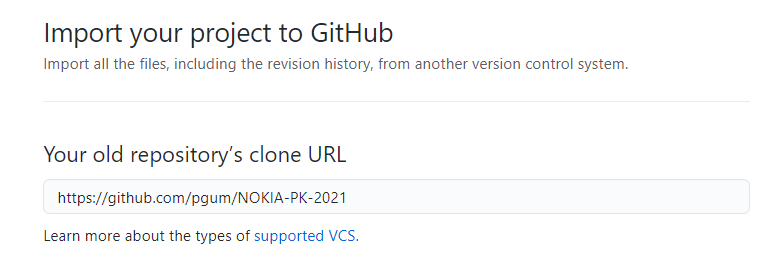 Import your project to GitHub
Import all the files, including the revision history, from another version control system.
Your old repository’s clone URL
https://github.com/pgum/NOKIA-PK-2021
Learn more about the types of supported VCS.